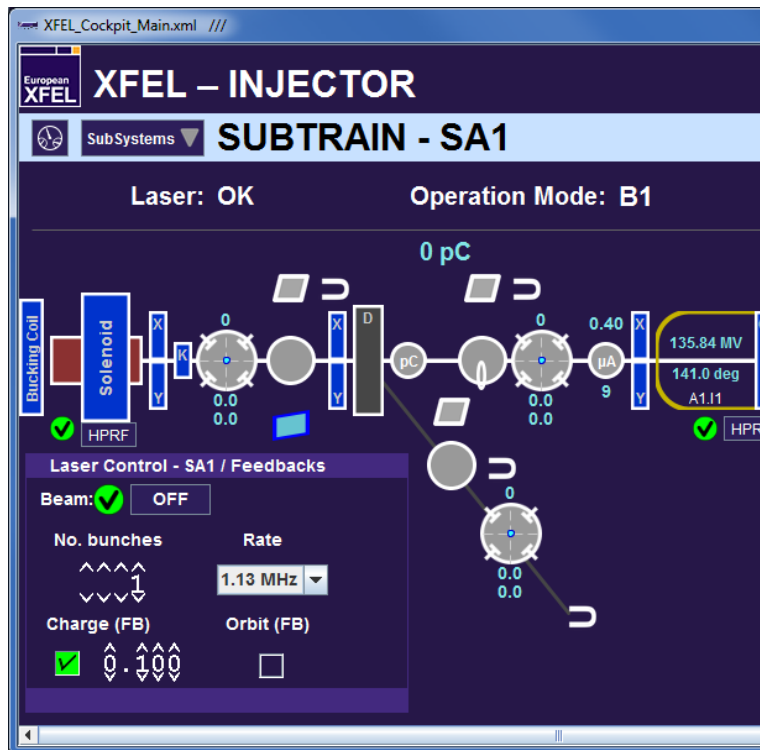 XFEL_Cockpit_Main.xml ///
European
XFEL
XFEL – INJECTOR
SubSystems
SUBTRAIN - SA1
Laser: OK
Operation Mode: B1
0 pC
Bucking Coil
Solenoid
X
Y
K
0
0.0
0.0
X
Y
D
pC
0
0.0
0.0
0.40
µA
9
X
Y
135.84 MV
141.0 deg
A1.I1
HPRF
HPR
Laser Control - SA1 / Feedbacks
Beam:
OFF
No. bunches
Rate
1
1.13 MHz
Charge (FB)
Orbit (FB)
0.100
0
0.0
0.0